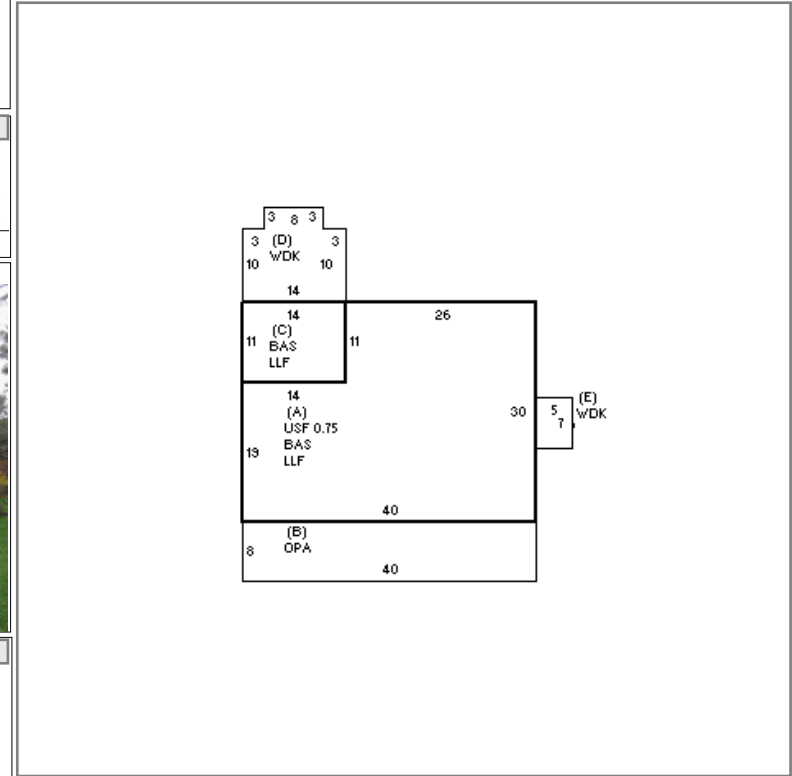 3 8 3
3 (D) 3
WDK
10 10
14
14 26
(C)
11 BAS 11
LLF
14
(A)
USF 0.75
BAS
LLF
19
30
5
7
(E)
WDK
40
(B)
OPA
8
40